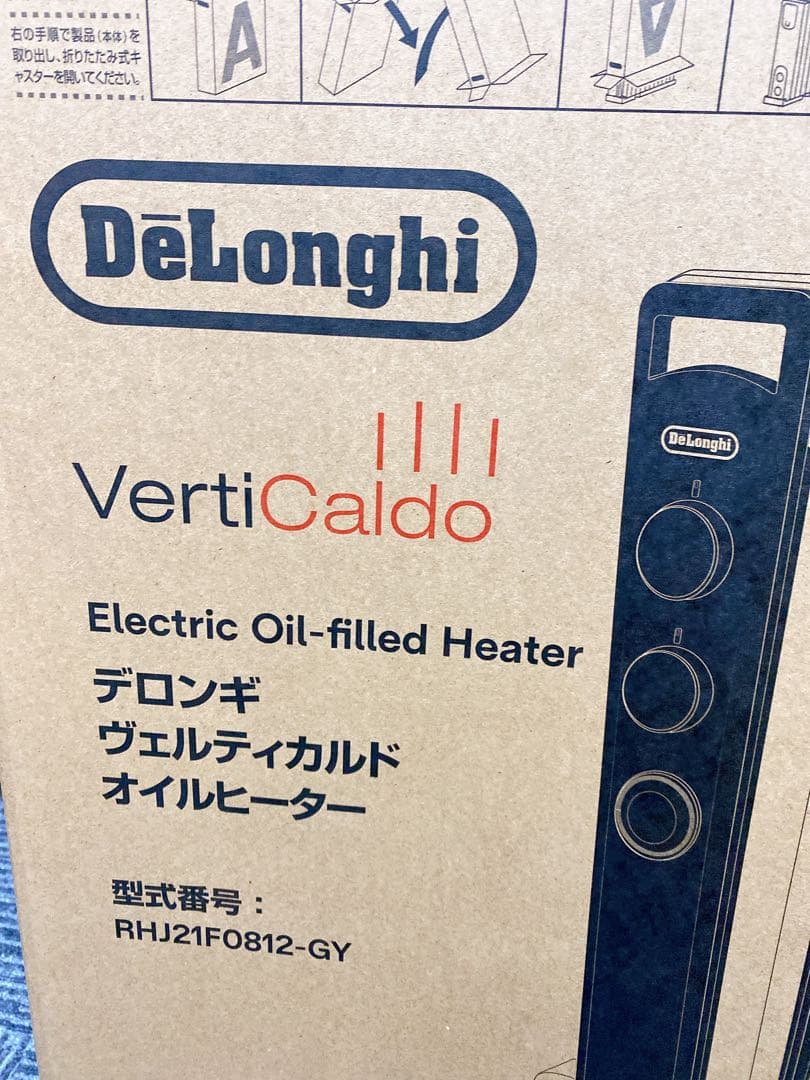 右の手順で製品(本体)を
取り出し、折りたたみ式キ
ャスターを開いてください。
A
A
DeLonghi
DeLonghi
VertiCaldo
Electric Oil-filled Heater
デロンギ
ヴェルティカルド
オイルヒーター
型式番号：
RHJ21F0812-GY